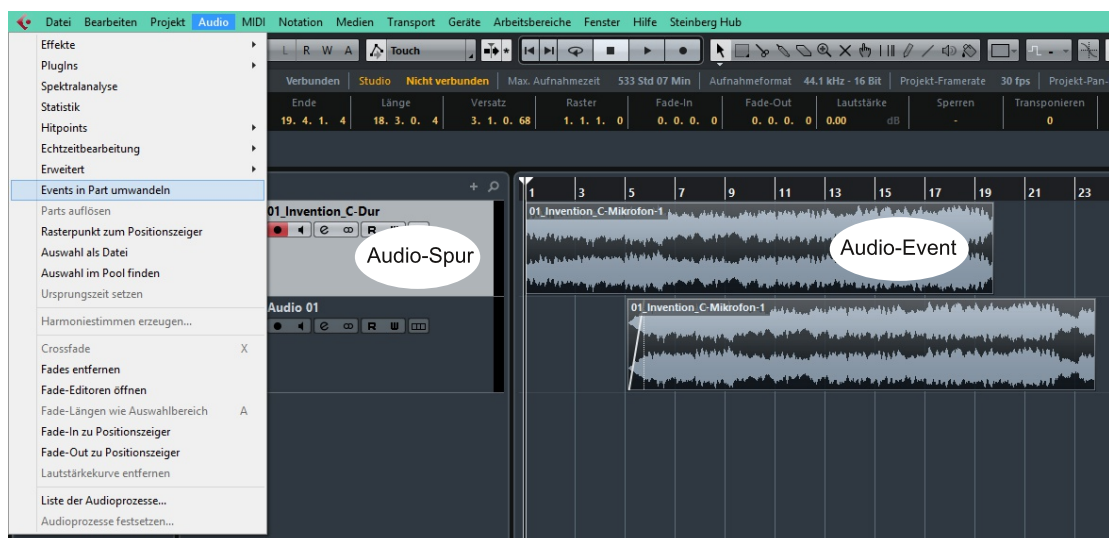 Datei Bearbeiten Projekt Audio MIDI Notation Medien Transport Geräte Arbeitsbereiche Fenster Hilfe Steinberg Hub
L R W A Touch
Verbunden Studio Nicht verbunden Max. Aufnahmezeit 533 Std 07 Min Aufnahmeformat 44.1 kHz - 16 Bit Projekt-Framerate 30 fps Projekt-Pan-
Ende Länge Versatz Raster Fade-In Fade-Out Lautstärke Sperren Transponieren
19. 4. 1. 4 18. 3. 0. 4 3. 1. 0. 68 1. 1. 1. 0 0. 0. 0. 0 0. 0. 0. 0 0.00 dB - 0
Effekte
PlugIns
Spektralanalyse
Statistik
Hitpoints
Echtzeitbearbeitung
Erweitert
Events in Part umwandeln
Parts auflösen
Rasterpunkt zum Positionszeiger
Auswahl als Datei
Auswahl im Pool finden
Ursprungszeit setzen
Harmoniestimmen erzeugen...
Crossfade X
Fades entfernen
Fade-Editoren öffnen
Fade-Längen wie Auswahlbereich A
Fade-In zu Positionszeiger
Fade-Out zu Positionszeiger
Lautstärkekurve entfernen
Liste der Audioprozesse...
Audioprozesse festsetzen...
1 3 5 7 9 11 13 15 17 19 21 23
01_Invention_C-Dur
e R
Audio-Spur
Audio 01
e R
01_Invention_C-Mikrofon-1
Audio-Event
01_Invention_C-Mikrofon-1